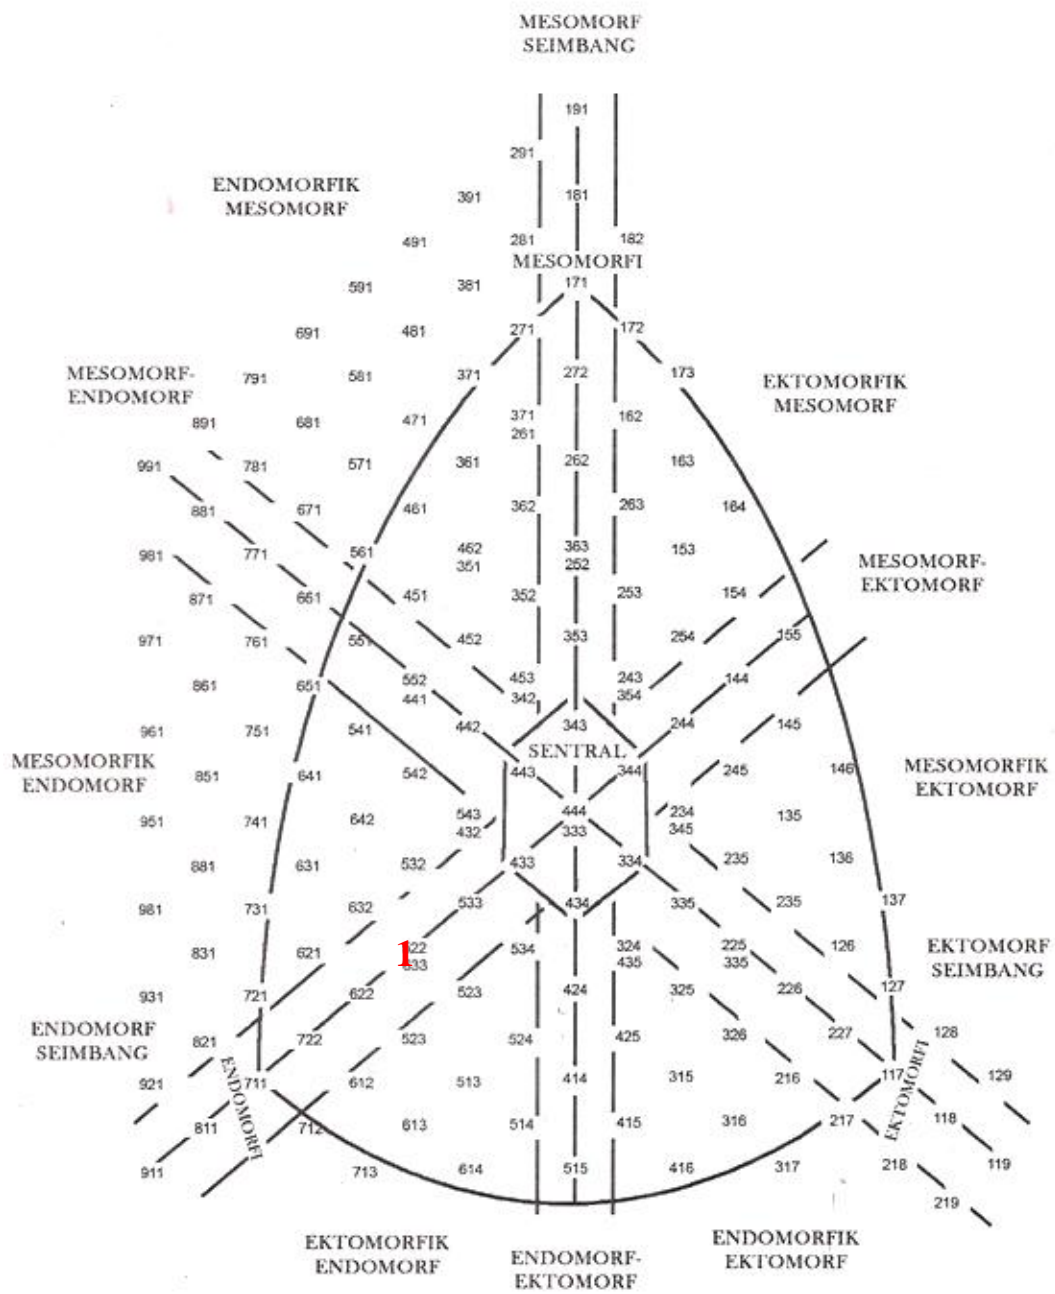 MESOMORF
SEIMBANG
191
291
ENDOMORFIK
MESOMORF
391 181
491 281 182
MESOMORFI
591 381 171
691 481 271 172
MESOMORF-
ENDOMORF
791 581 371 272 173
EKTOMORFIK
MESOMORF
891 681 471 371 162
261
991 781 571 361 262 163
881 671 461 362 263 164
981 771 561 462 363 153
351 252
MESOMORF-
EKTOMORF
871 661 451 352 253 154
971 761 551 452 353 254 155
861 651 552 453 243 144
441 342 354
961 751 541 442 343 244 145
SENTRAL
MESOMORFIK
ENDOMORF
851 641 542 443 344 245 146
MESOMORFIK
EKTOMORF
951 741 642 543 444 234 135
432 333 345
881 631 532 433 334 235 136
981 731 632 533 434 335 235 137
831 621 1 534 324 225 126
435 335
EKTOMORF
SEIMBANG
931 721 622 523 424 325 226 127
ENDOMORF
SEIMBANG
821 722 523 524 425 326 227 128
921 711 612 513 414 315 216 117 129
ENDOMORFI
EKTOMORFI
811 712 613 514 415 316 217 118
911 713 614 515 416 317 218 119
219
EKTOMORFIK
ENDOMORF
ENDOMORF-
EKTOMORF
ENDOMORFIK
EKTOMORF